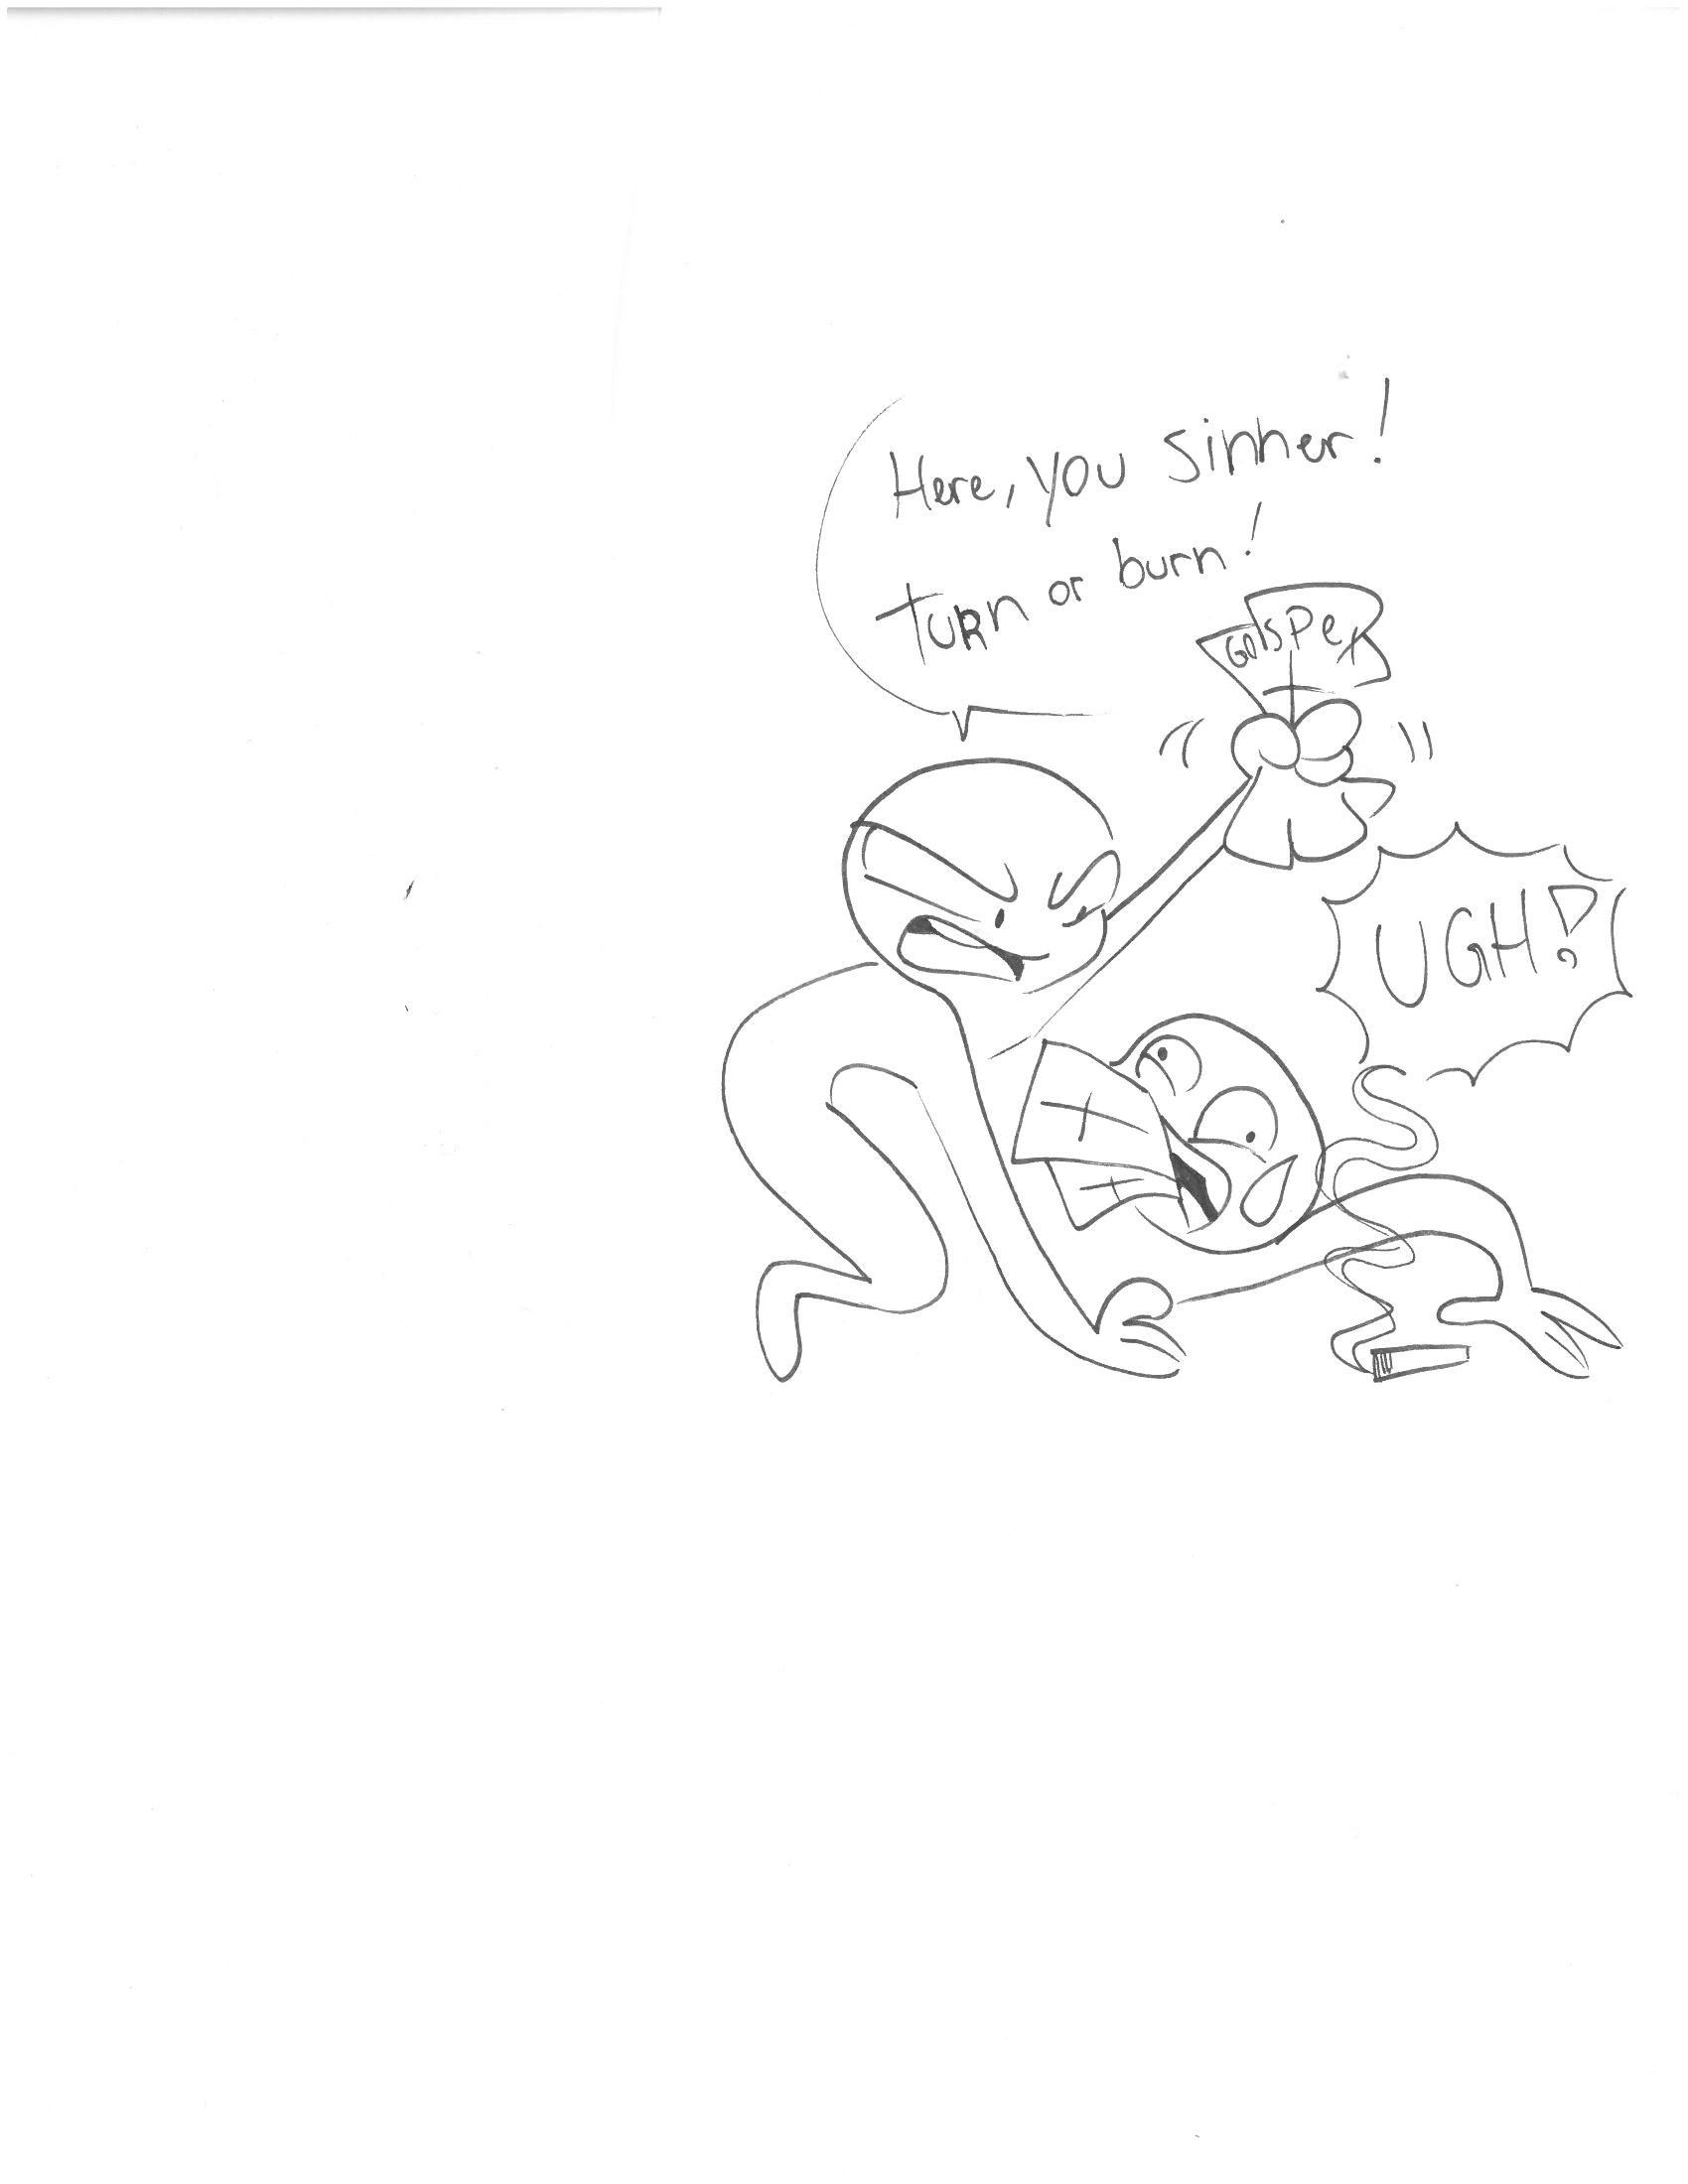 Here, you sinner!
turn or burn!
Gospel
UGH!